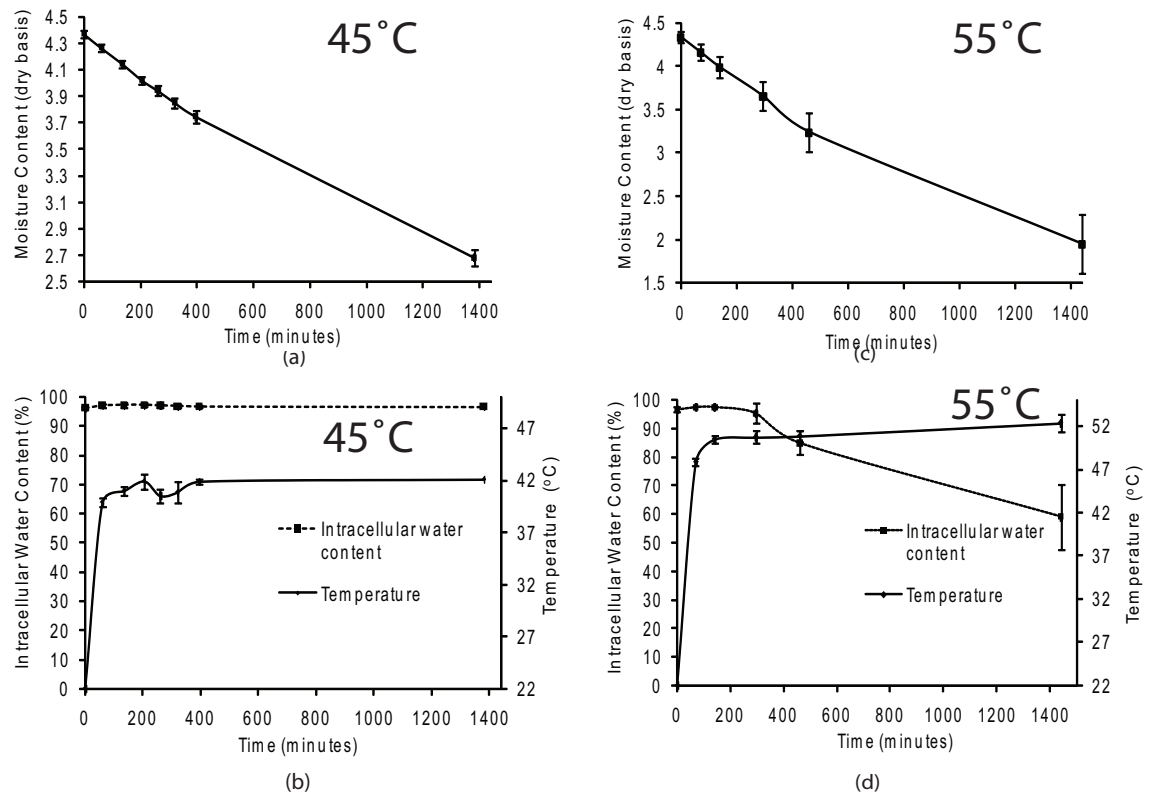 45˚C
Moisture Content (dry basis)
4.5
4.3
4.1
3.9
3.7
3.5
3.3
3.1
2.9
2.7
2.5
0 200 400 600 800 1000 1200 1400
Time (minutes)
(a)
55˚C
Moisture Content (dry basis)
4.5
4
3.5
3
2.5
2
1.5
0 200 400 600 800 1000 1200 1400
Time (minutes)
(c)
45˚C
Intracellular Water Content (%)
100
90
80
70
60
50
40
30
20
10
0
47
42
37
32
27
22
Temperature (ºC)
Intracellular water
content
Temperature
0 200 400 600 800 1000 1200 1400
Time (minutes)
(b)
55˚C
Intracellular Water Content (%)
100
90
80
70
60
50
40
30
20
10
0
52
47
42
37
32
27
22
Temperature (ºC)
Intracellular water
content
Temperature
0 200 400 600 800 1000 1200 1400
Time (minutes)
(d)